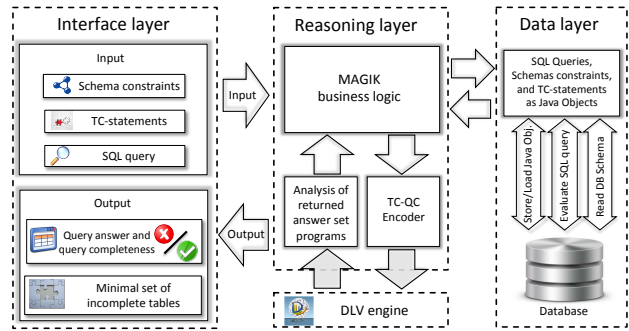 Interface layer
Input
Schema constraints
TC-statements
SQL query
Output
Query answer and
query completeness
Minimal set of
incomplete tables
Input
Output
Reasoning layer
MAGIK
business logic
Analysis of
returned
answer set
programs
TC-QC
Encoder
DLV engine
Data layer
SQL Queries,
Schemas constraints,
and TC-statements
as Java Objects
Store/Load Java Obj.
Evaluate SQL query
Read DB Schema
Database